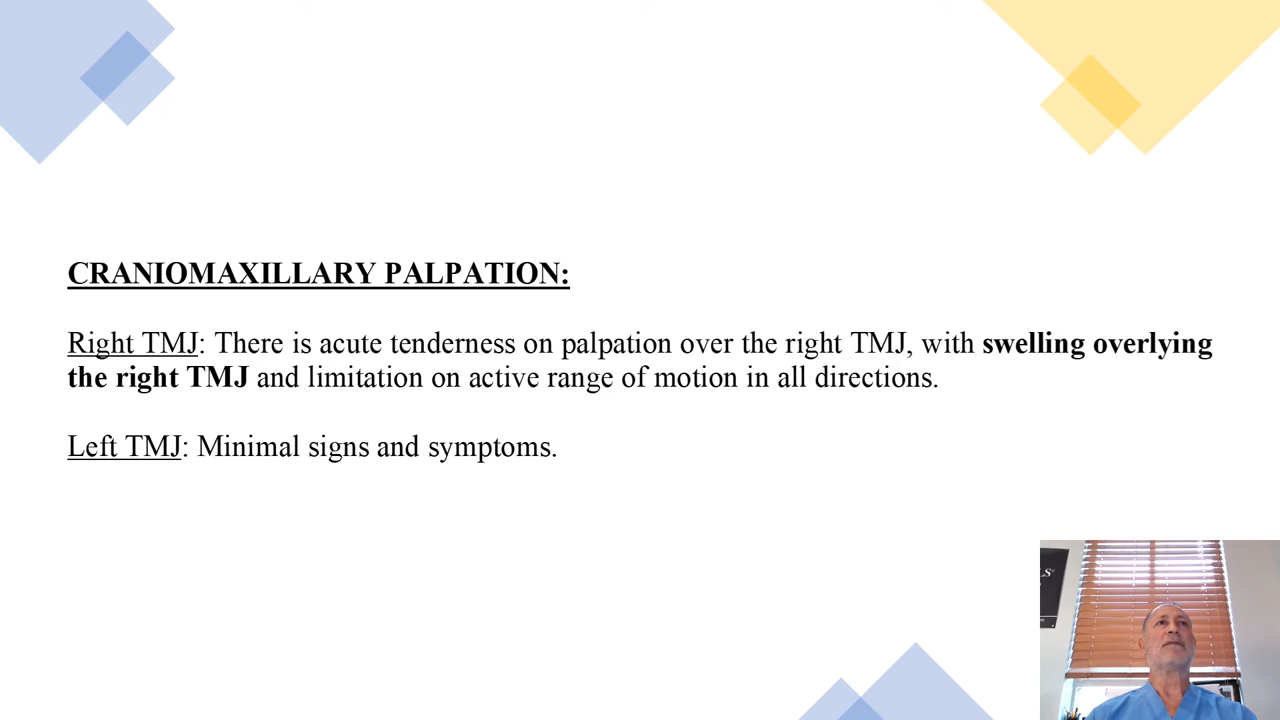 CRANIOMAXILLARY PALPATION:
Right TMJ: There is acute tenderness on palpation over the right TMJ, with swelling overlying
the right TMJ and limitation on active range of motion in all directions.
Left TMJ: Minimal signs and symptoms.